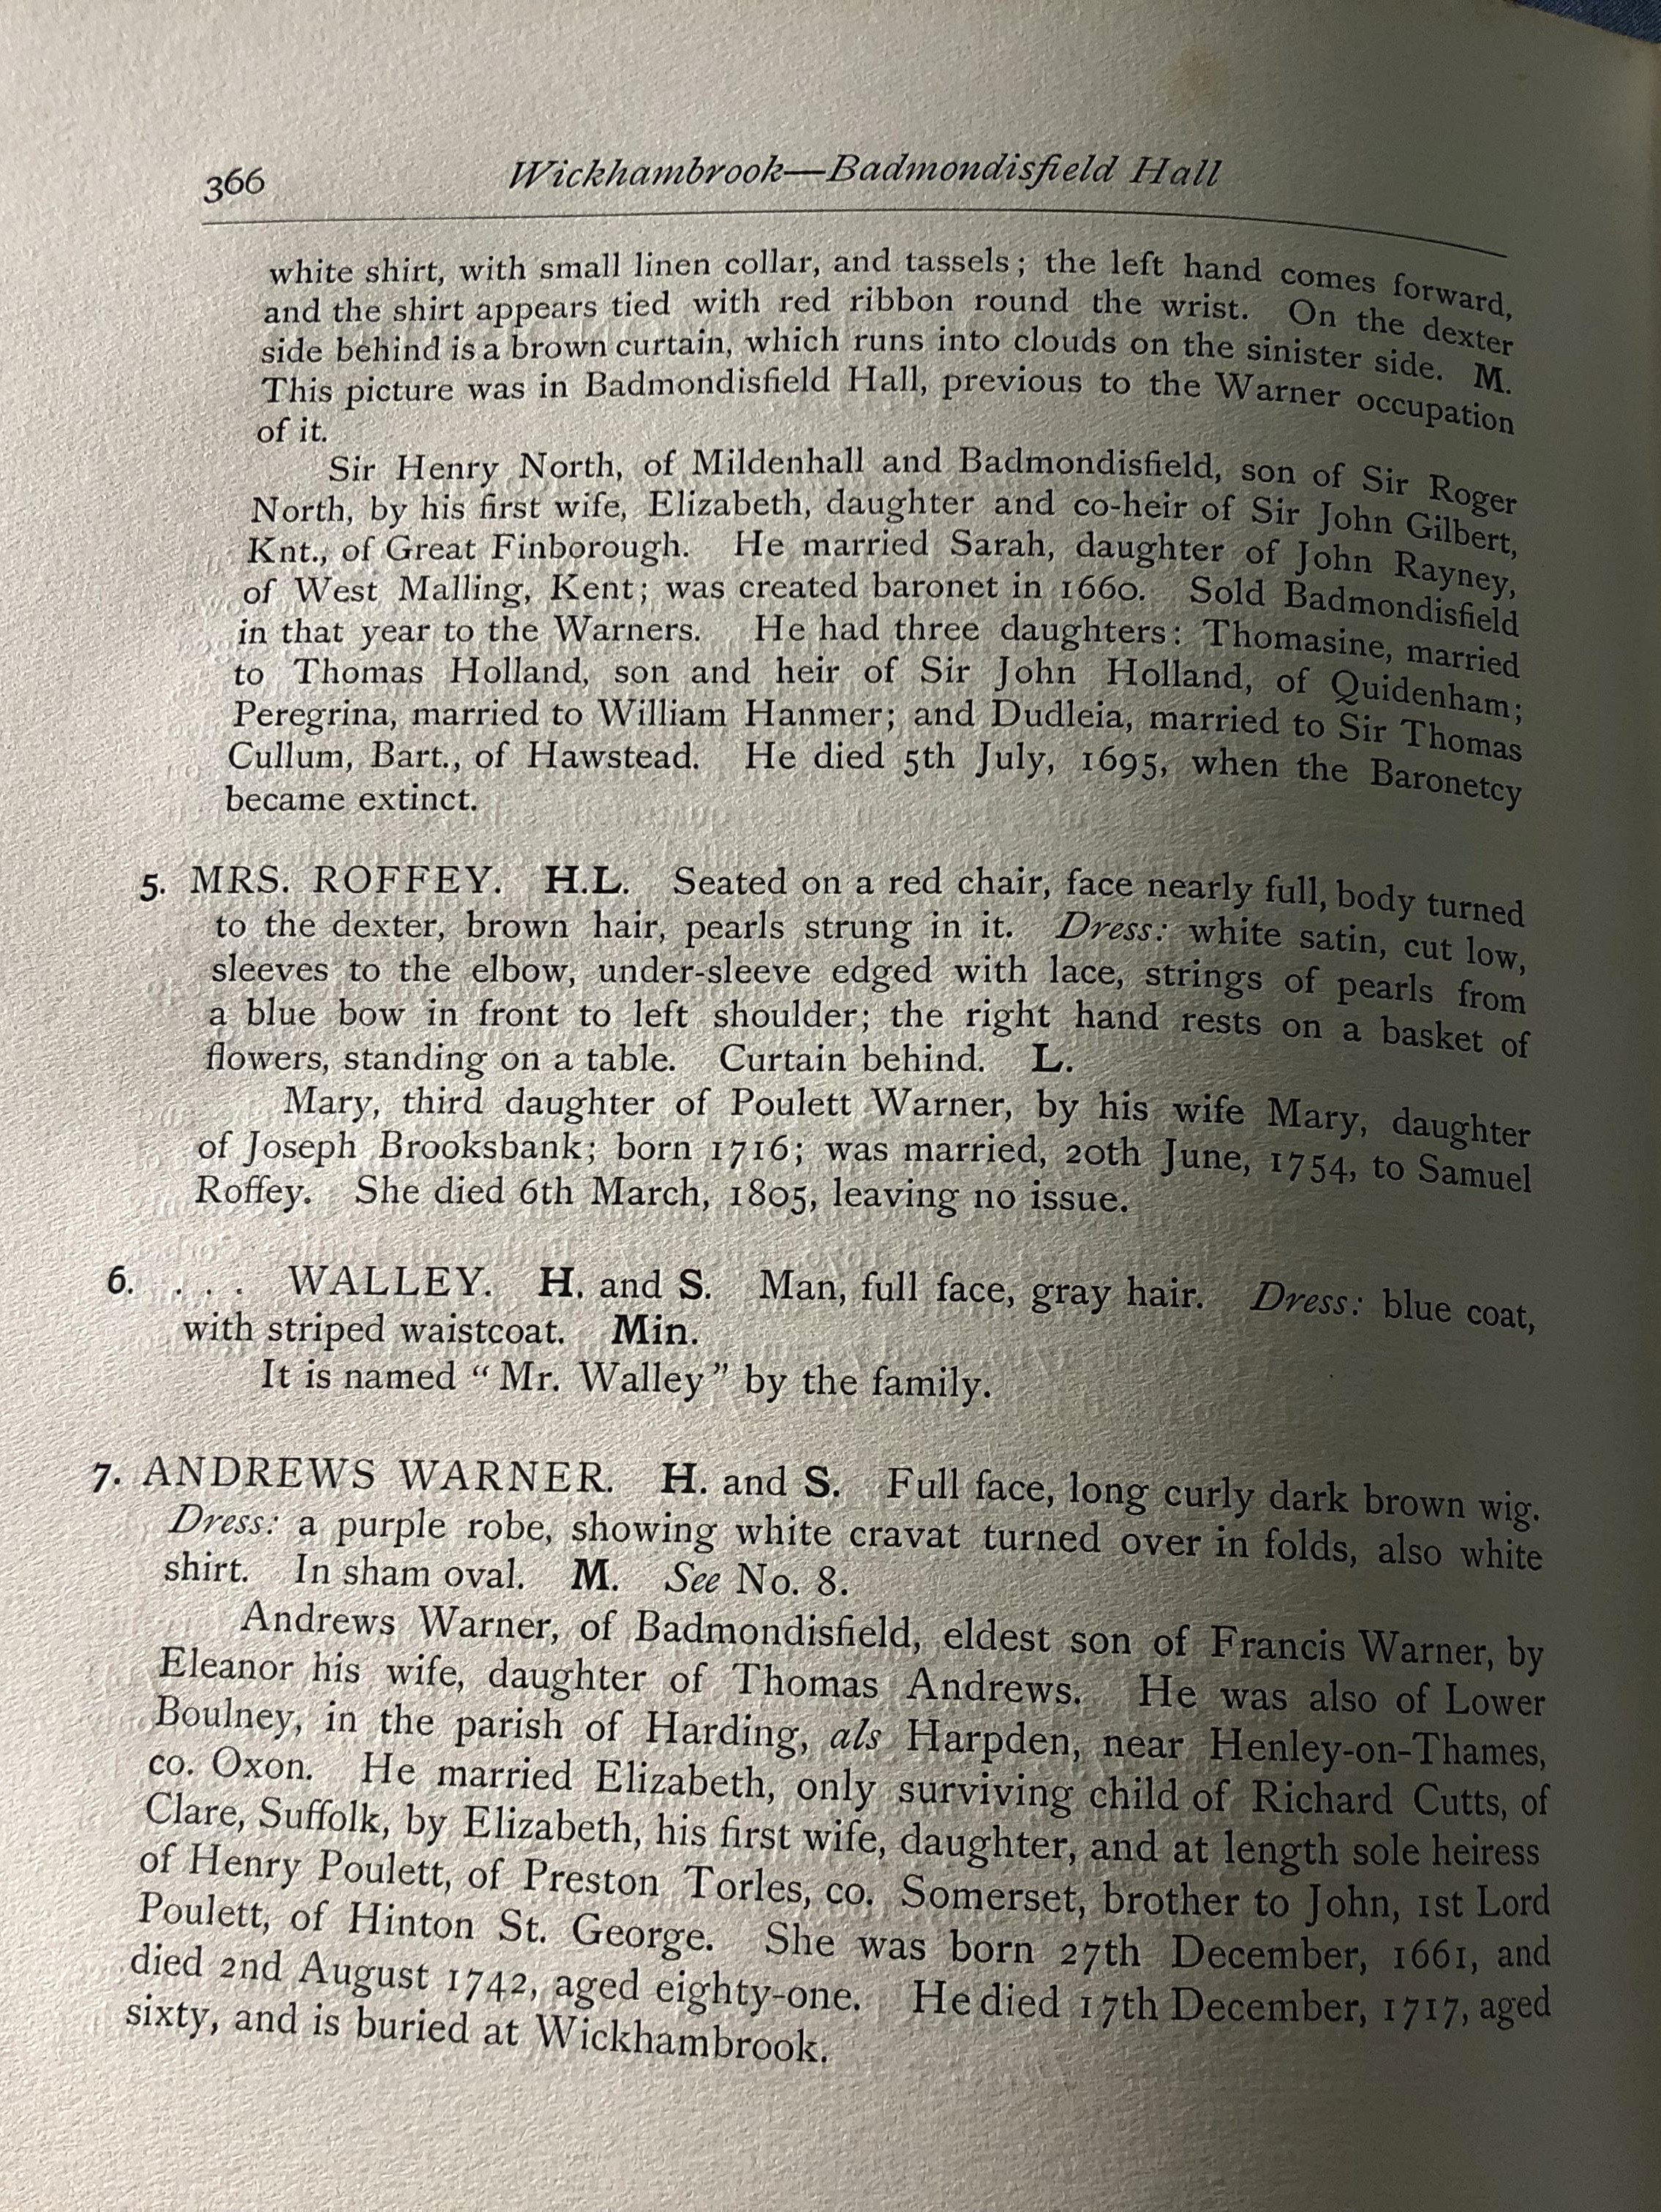 366 Wickhambrook—Badmondisfield Hall
white shirt, with small linen collar, and tassels; the left hand comes forward,
and the shirt appears tied with red ribbon round the wrist. On the dexter
side behind is a brown curtain, which runs into clouds on the sinister side. M.
This picture was in Badmondisfield Hall, previous to the Warner occupation
of it.
Sir Henry North, of Mildenhall and Badmondisfield, son of Sir Roger
North, by his first wife, Elizabeth, daughter and co-heir of Sir John Gilbert,
Knt., of Great Finborough. He married Sarah, daughter of John Rayney,
of West Malling, Kent; was created baronet in 1660. Sold Badmondisfield
in that year to the Warners. He had three daughters: Thomasine, married
to Thomas Holland, son and heir of Sir John Holland, of Quidenham;
Peregrina, married to William Hanmer; and Dudleia, married to Sir Thomas
Cullum, Bart., of Hawstead. He died 5th July, 1695, when the Baronetcy
became extinct.
5. MRS. ROFFEY. H.L. Seated on a red chair, face nearly full, body turned
to the dexter, brown hair, pearls strung in it. Dress: white satin, cut low,
sleeves to the elbow, under-sleeve edged with lace, strings of pearls from
a blue bow in front to left shoulder; the right hand rests on a basket of
flowers, standing on a table. Curtain behind. L.
Mary, third daughter of Poulett Warner, by his wife Mary, daughter
of Joseph Brooksbank; born 1716; was married, 20th June, 1754, to Samuel
Roffey. She died 6th March, 1805, leaving no issue.
6. . . . WALLEY. H. and S. Man, full face, gray hair. Dress: blue coat,
with striped waistcoat. Min.
It is named “Mr. Walley” by the family.
7. ANDREWS WARNER. H. and S. Full face, long curly dark brown wig.
Dress: a purple robe, showing white cravat turned over in folds, also white
shirt. In sham oval. M. See No. 8.
Andrews Warner, of Badmondisfield, eldest son of Francis Warner, by
Eleanor his wife, daughter of Thomas Andrews. He was also of Lower
Boulney, in the parish of Harding, als Harpden, near Henley-on-Thames,
co. Oxon. He married Elizabeth, only surviving child of Richard Cutts, of
Clare, Suffolk, by Elizabeth, his first wife, daughter, and at length sole heiress
of Henry Poulett, of Preston Torles, co. Somerset, brother to John, 1st Lord
Poulett, of Hinton St. George. She was born 27th December, 1661, and
died 2nd August 1742, aged eighty-one. He died 17th December, 1717, aged
sixty, and is buried at Wickhambrook.